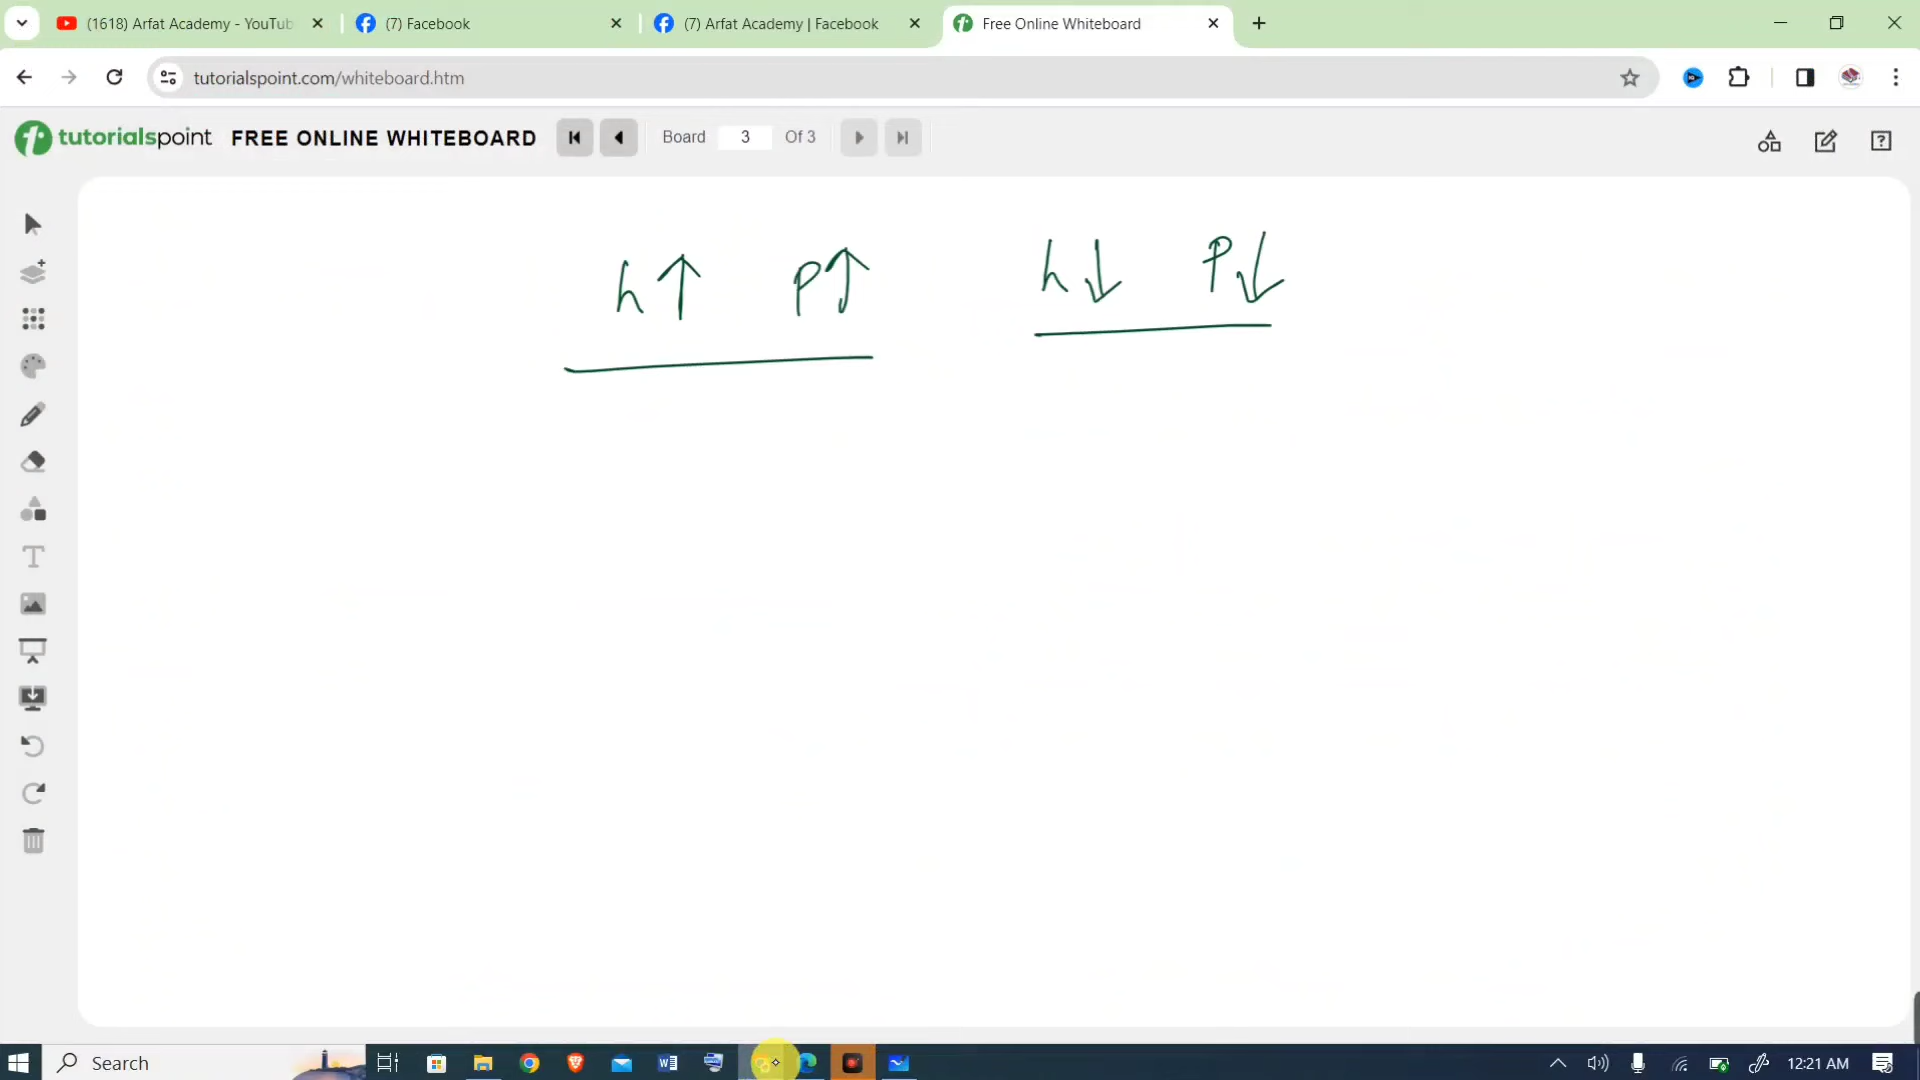 (1618) Arfat Academy - YouTub
(7) Facebook
(7) Arfat Academy | Facebook
Free Online Whiteboard
tutorialspoint.com/whiteboard.htm
tutorialspoint FREE ONLINE WHITEBOARD Board 3 Of 3
h↑ P↑ h↓ P↓
Search 12:21 AM